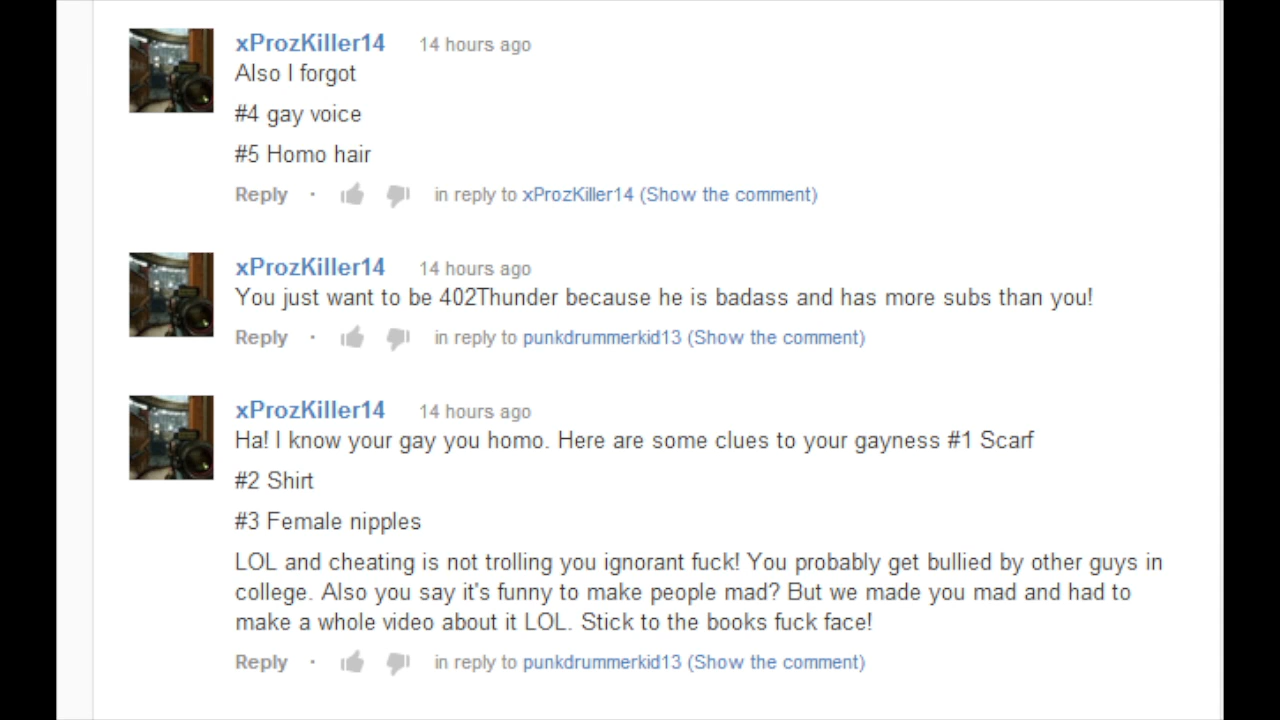 xProzKiller14 14 hours ago
Also I forgot
#4 gay voice
#5 Homo hair
Reply · in reply to xProzKiller14 (Show the comment)
xProzKiller14 14 hours ago
You just want to be 402Thunder because he is badass and has more subs than you!
Reply · in reply to punkdrummerkid13 (Show the comment)
xProzKiller14 14 hours ago
Ha! I know your gay you homo. Here are some clues to your gayness #1 Scarf
#2 Shirt
#3 Female nipples
LOL and cheating is not trolling you ignorant fuck! You probably get bullied by other guys in
college. Also you say it's funny to make people mad? But we made you mad and had to
make a whole video about it LOL. Stick to the books fuck face!
Reply · in reply to punkdrummerkid13 (Show the comment)